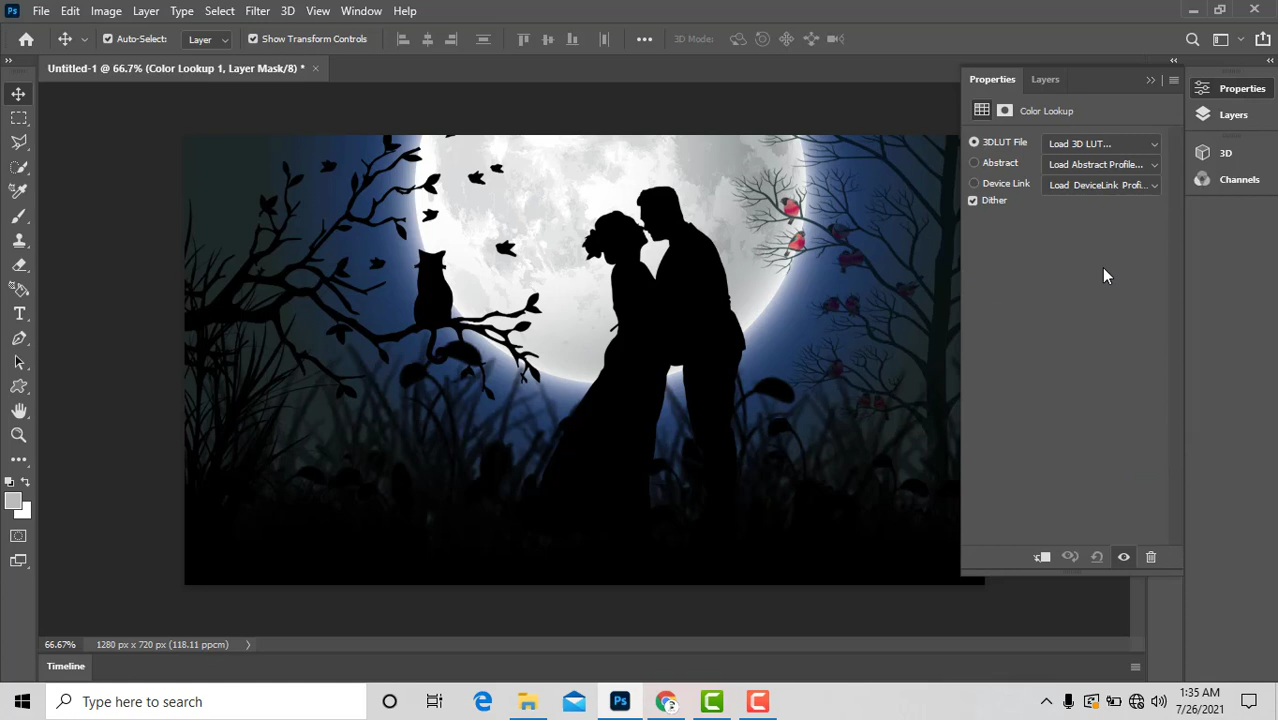 Ps File Edit Image Layer Type Select Filter 3D View Window Help
Auto-Select: Layer Show Transform Controls 3D Mode:
Untitled-1 @ 66.7% (Color Lookup 1, Layer Mask/8) * ×
Properties Layers
Properties
Color Lookup
Layers
3DLUT File Load 3D LUT...
3D
Abstract Load Abstract Profile...
Channels
Device Link Load DeviceLink Profi...
Dither
66.67% 1280 px x 720 px (118.11 ppcm)
Timeline
Type here to search
Ps
1:35 AM
7/26/2021